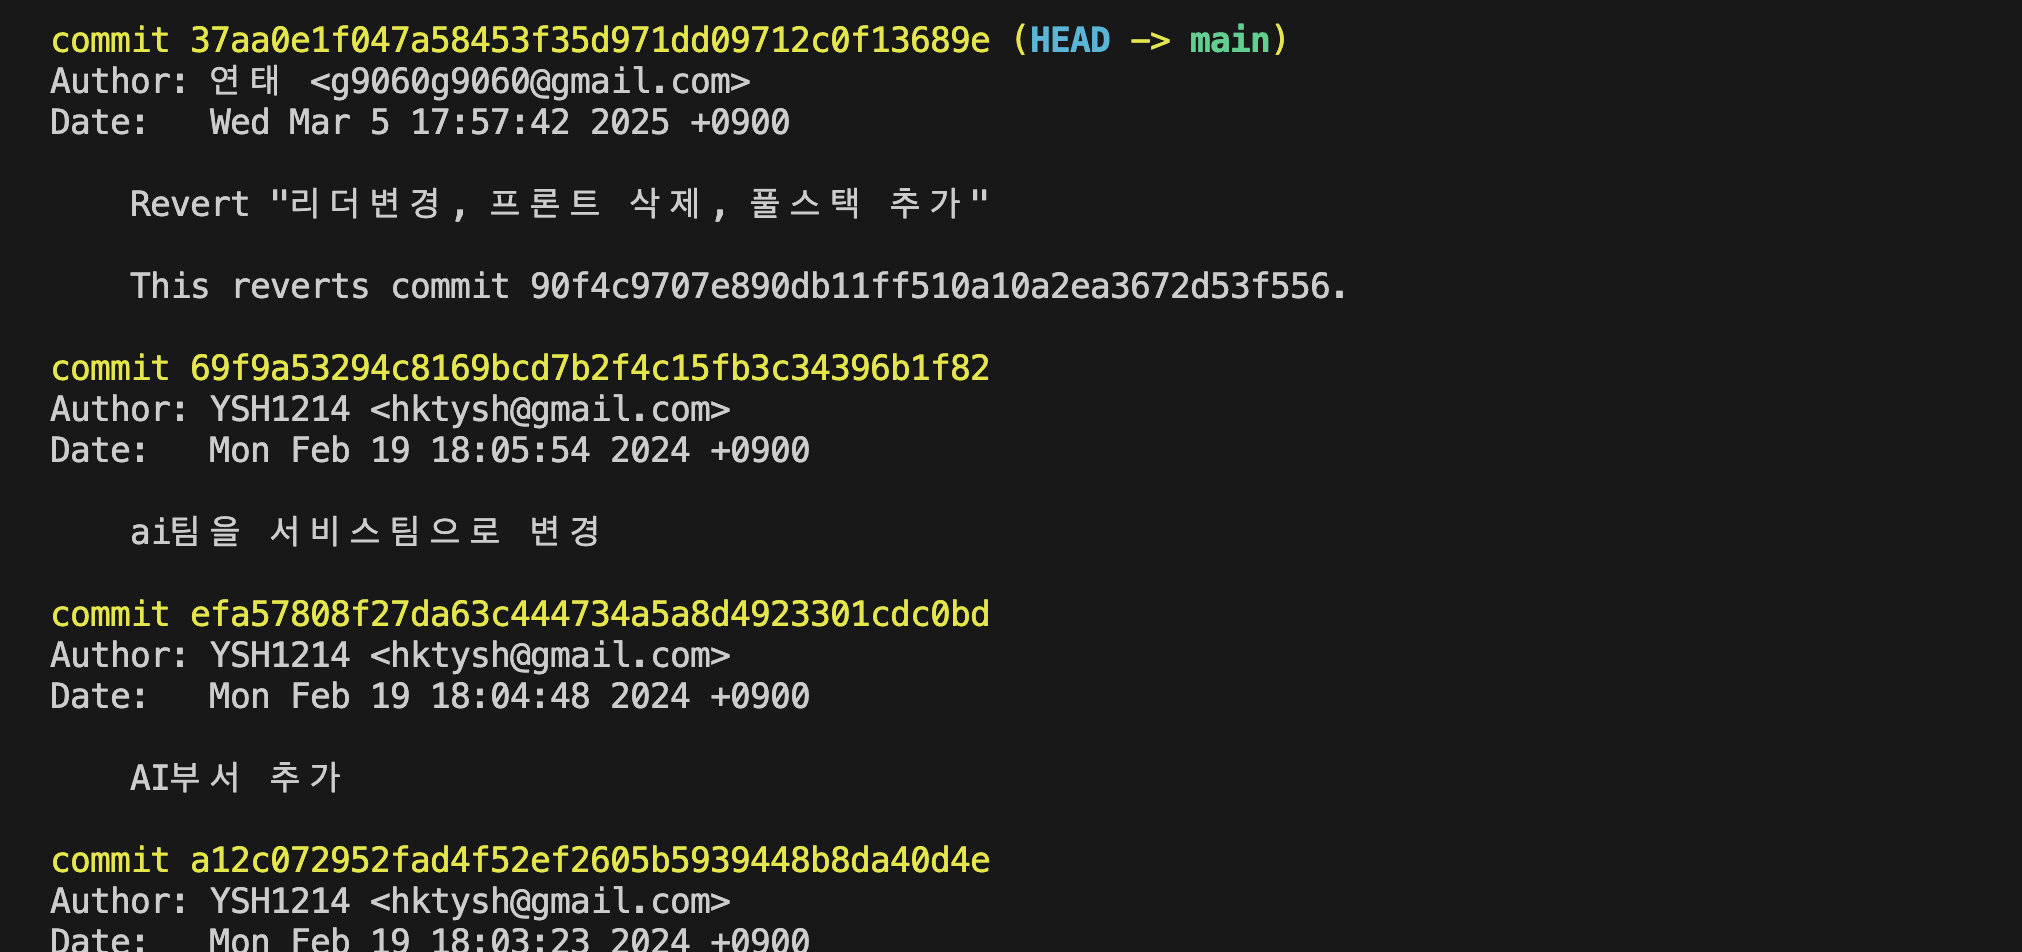 commit 37aa0e1f047a58453f35d971dd09712c0f13689e (HEAD -> main)
Author: 연태 <g9060g9060@gmail.com>
Date:   Wed Mar 5 17:57:42 2025 +0900
Revert "리더변경, 프론트 삭제, 풀스택 추가"
This reverts commit 90f4c9707e890db11ff510a10a2ea3672d53f556.
commit 69f9a53294c8169bcd7b2f4c15fb3c34396b1f82
Author: YSH1214 <hktysh@gmail.com>
Date:   Mon Feb 19 18:05:54 2024 +0900
ai팀을 서비스팀으로 변경
commit efa57808f27da63c444734a5a8d4923301cdc0bd
Author: YSH1214 <hktysh@gmail.com>
Date:   Mon Feb 19 18:04:48 2024 +0900
AI부서 추가
commit a12c072952fad4f52ef2605b5939448b8da40d4e
Author: YSH1214 <hktysh@gmail.com>
Date:   Mon Feb 19 18:03:23 2024 +0900